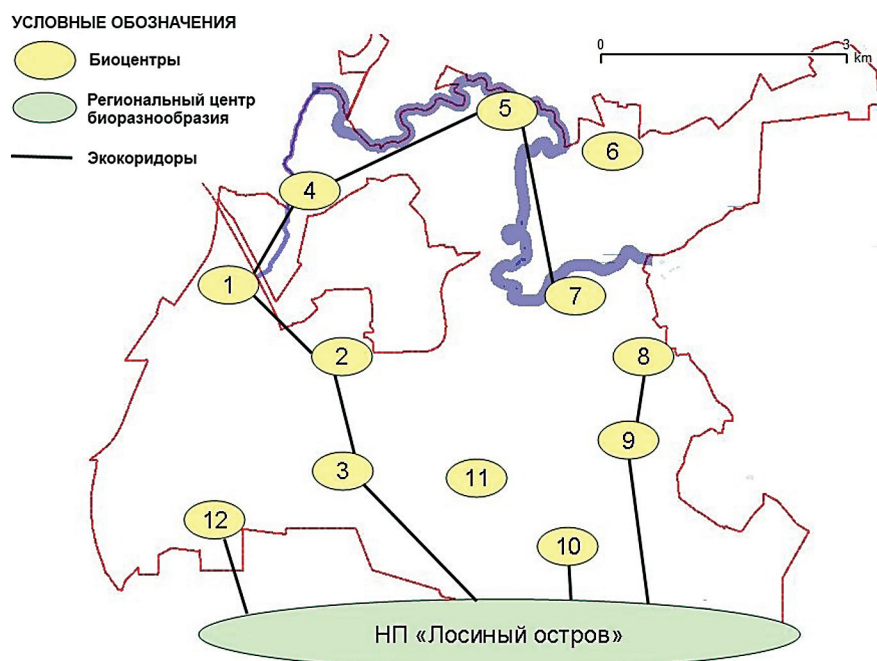 УСЛОВНЫЕ ОБОЗНАЧЕНИЯ
Биоцентры
Региональный центр
биоразнообразия
Экокоридоры
0 3
km
5
6
4
1
7
2
8
9
3
11
12
10
НП «Лосиный остров»